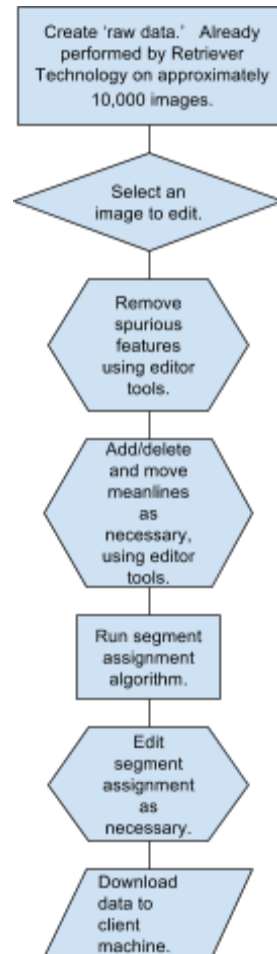 Create ‘raw data.’ Already
performed by Retriever
Technology on approximately
10,000 images.
Select an
image to edit.
Remove
spurious
features
using editor
tools.
Add/delete
and move
meanlines
as
necessary,
using editor
tools.
Run segment
assignment
algorithm.
Edit
segment
assignment
as
necessary.
Download
data to
client
machine.